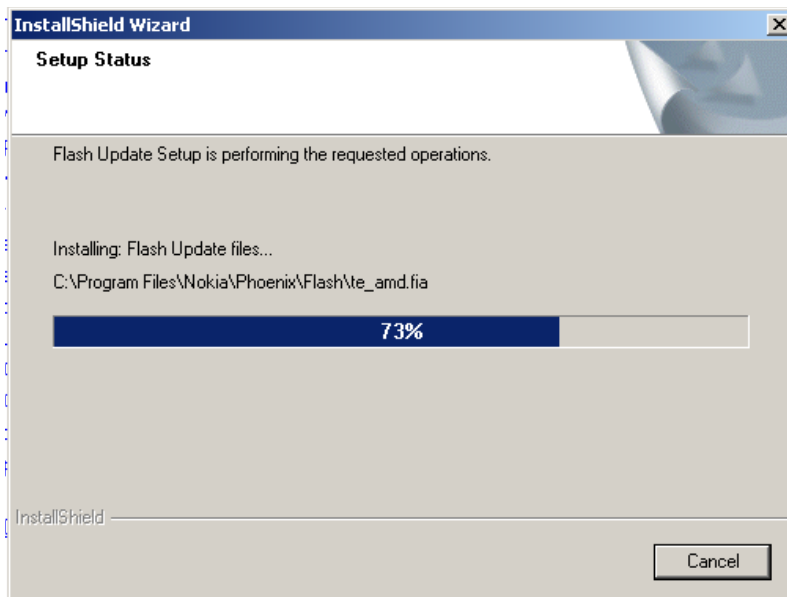 InstallShield Wizard
Setup Status
Flash Update Setup is performing the requested operations.
Installing: Flash Update files...
C:\Program Files\Nokia\Phoenix\Flash\te_amd.fia
73%
InstallShield
Cancel